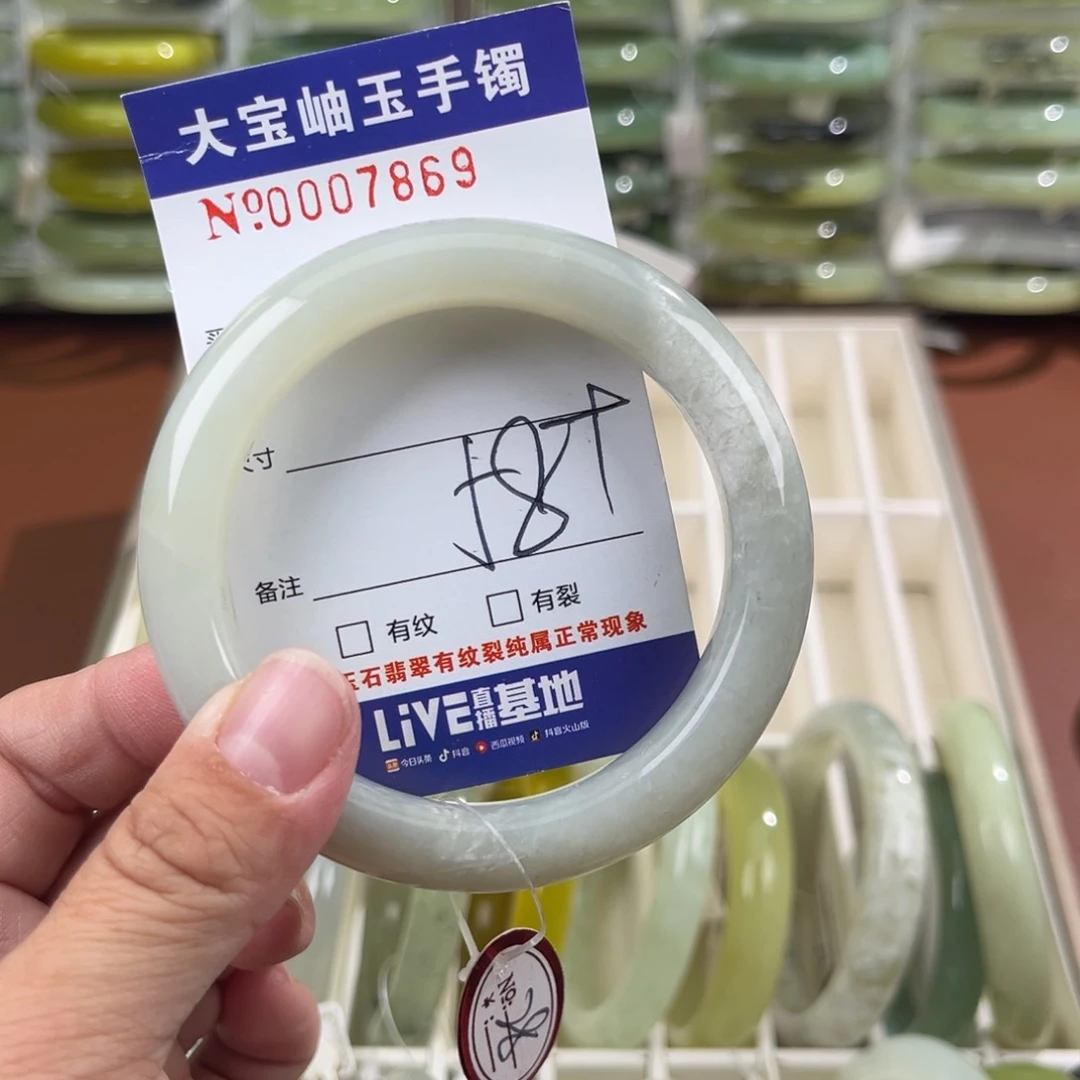 大宝岫玉手镯
Nº:0007869
寸
备注
有纹 有裂
玉石翡翠有纹裂纯属正常现象
LiVE直播基地
今日头条 抖音 西瓜视频 抖音火山版